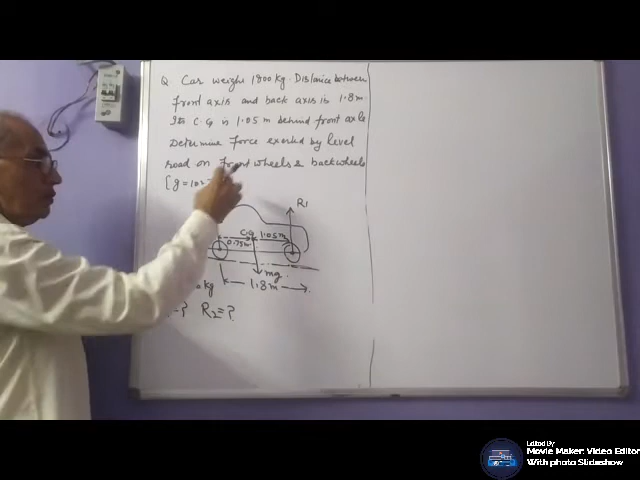 Q. Car weighs 1800 kg. Distance between
front axis and back axis is 1.8 m.
Its C.G is 1.05 m behind front axle
Determine force exerted by level
road on front wheels & back wheels
[g=10
R1
C.G
1.05m
0.75m
mg.
1.8 m
kg
=? R2=?
Edited By
Movie Maker: Video Editor
With photo Slideshow